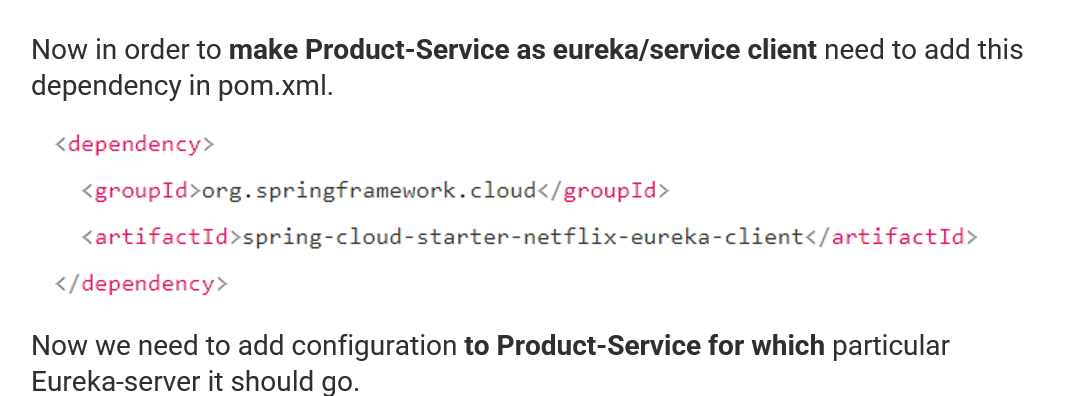 Now in order to make Product-Service as eureka/service client need to add this
dependency in pom.xml.
<dependency>
<groupId>org.springframework.cloud</groupId>
<artifactId>spring-cloud-starter-netflix-eureka-client</artifactId>
</dependency>
Now we need to add configuration to Product-Service for which particular
Eureka-server it should go.